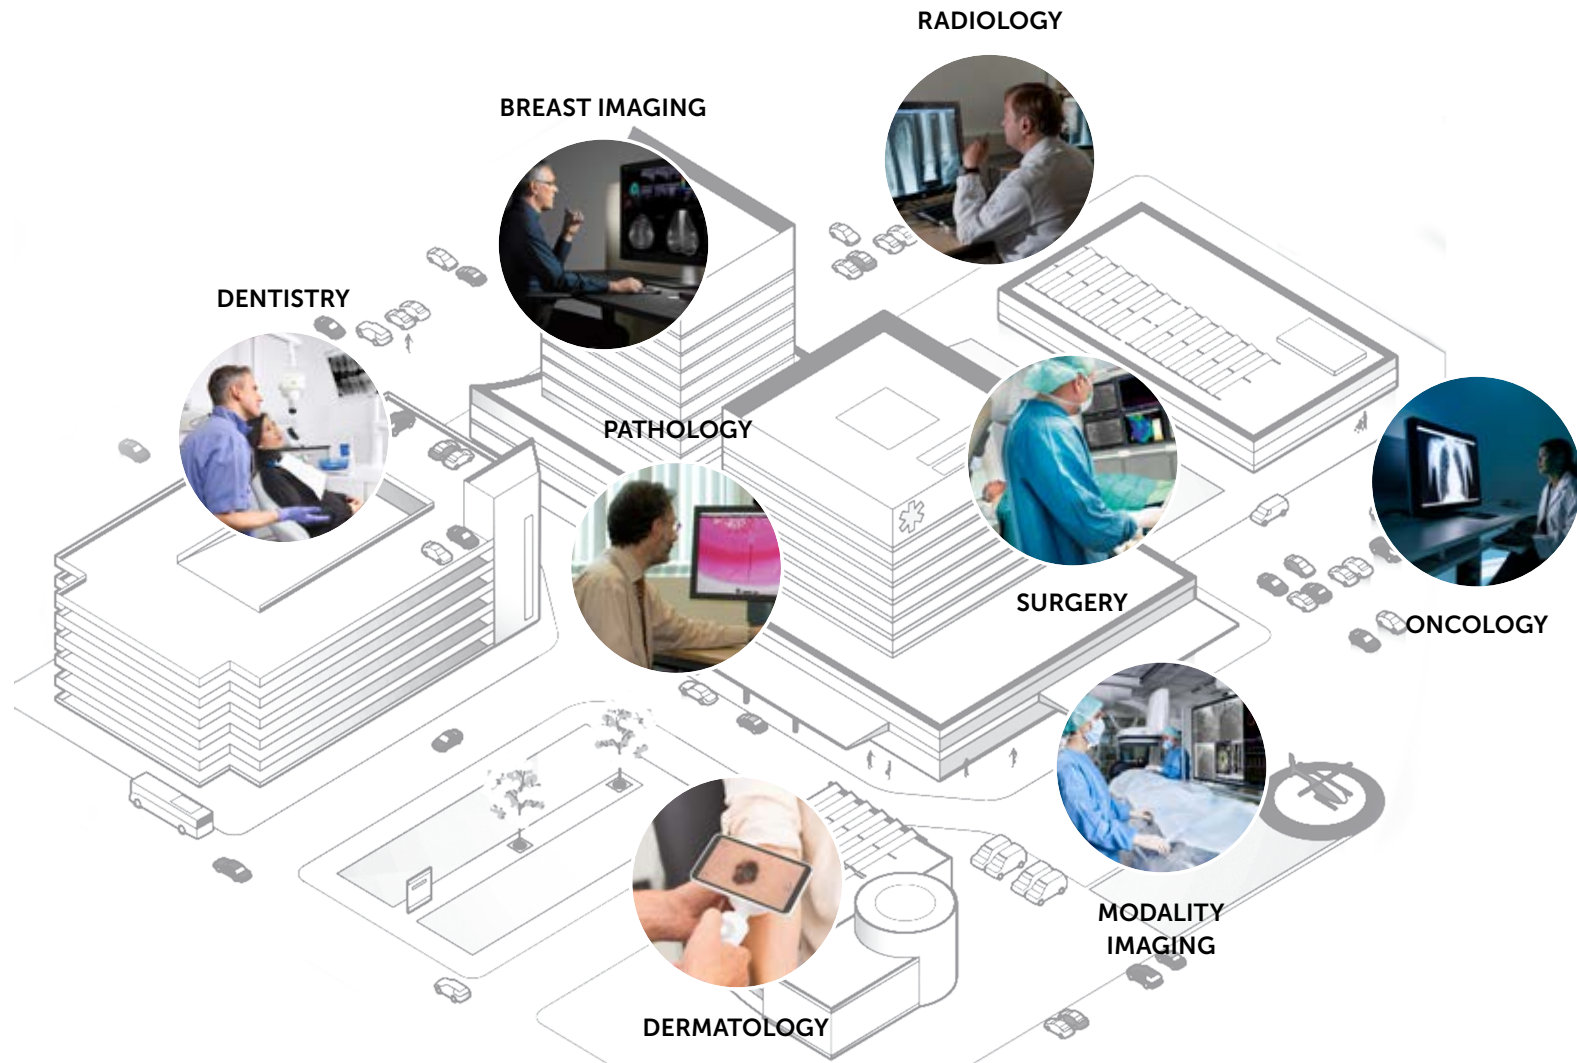 RADIOLOGY
BREAST IMAGING
DENTISTRY
PATHOLOGY
SURGERY
ONCOLOGY
MODALITY
IMAGING
DERMATOLOGY